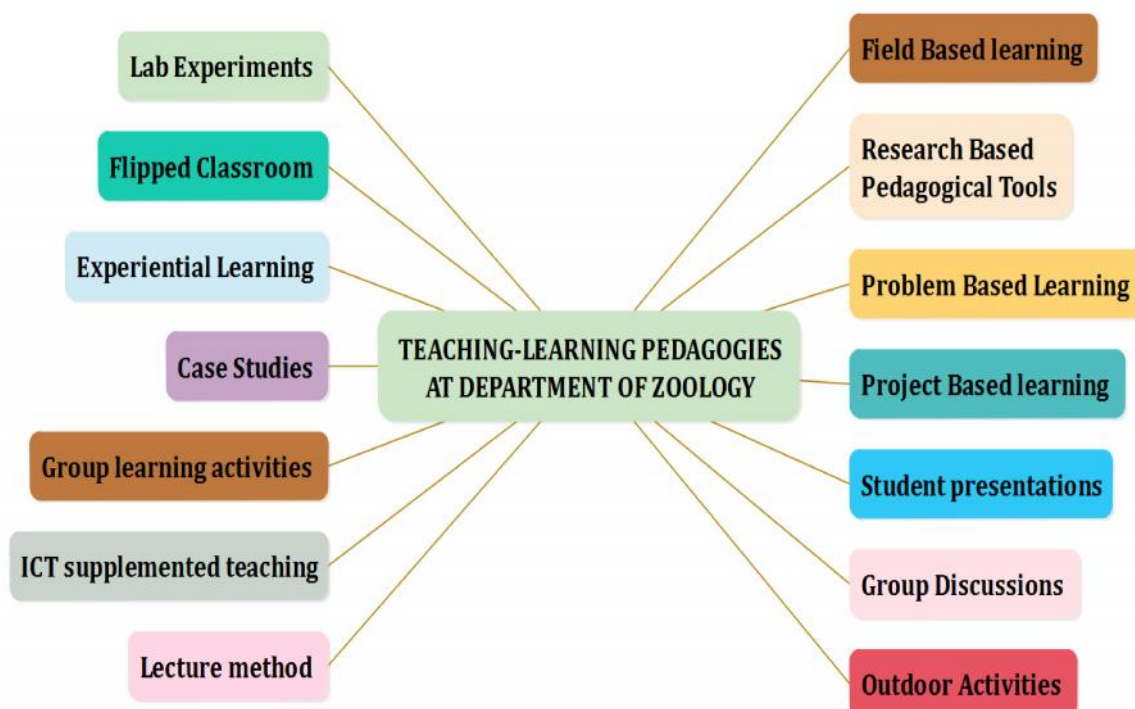 Lab Experiments
Flipped Classroom
Experiential Learning
Case Studies
Group learning activities
ICT supplemented teaching
Lecture method
TEACHING-LEARNING PEDAGOGIES
AT DEPARTMENT OF ZOOLOGY
Field Based learning
Research Based
Pedagogical Tools
Problem Based Learning
Project Based learning
Student presentations
Group Discussions
Outdoor Activities